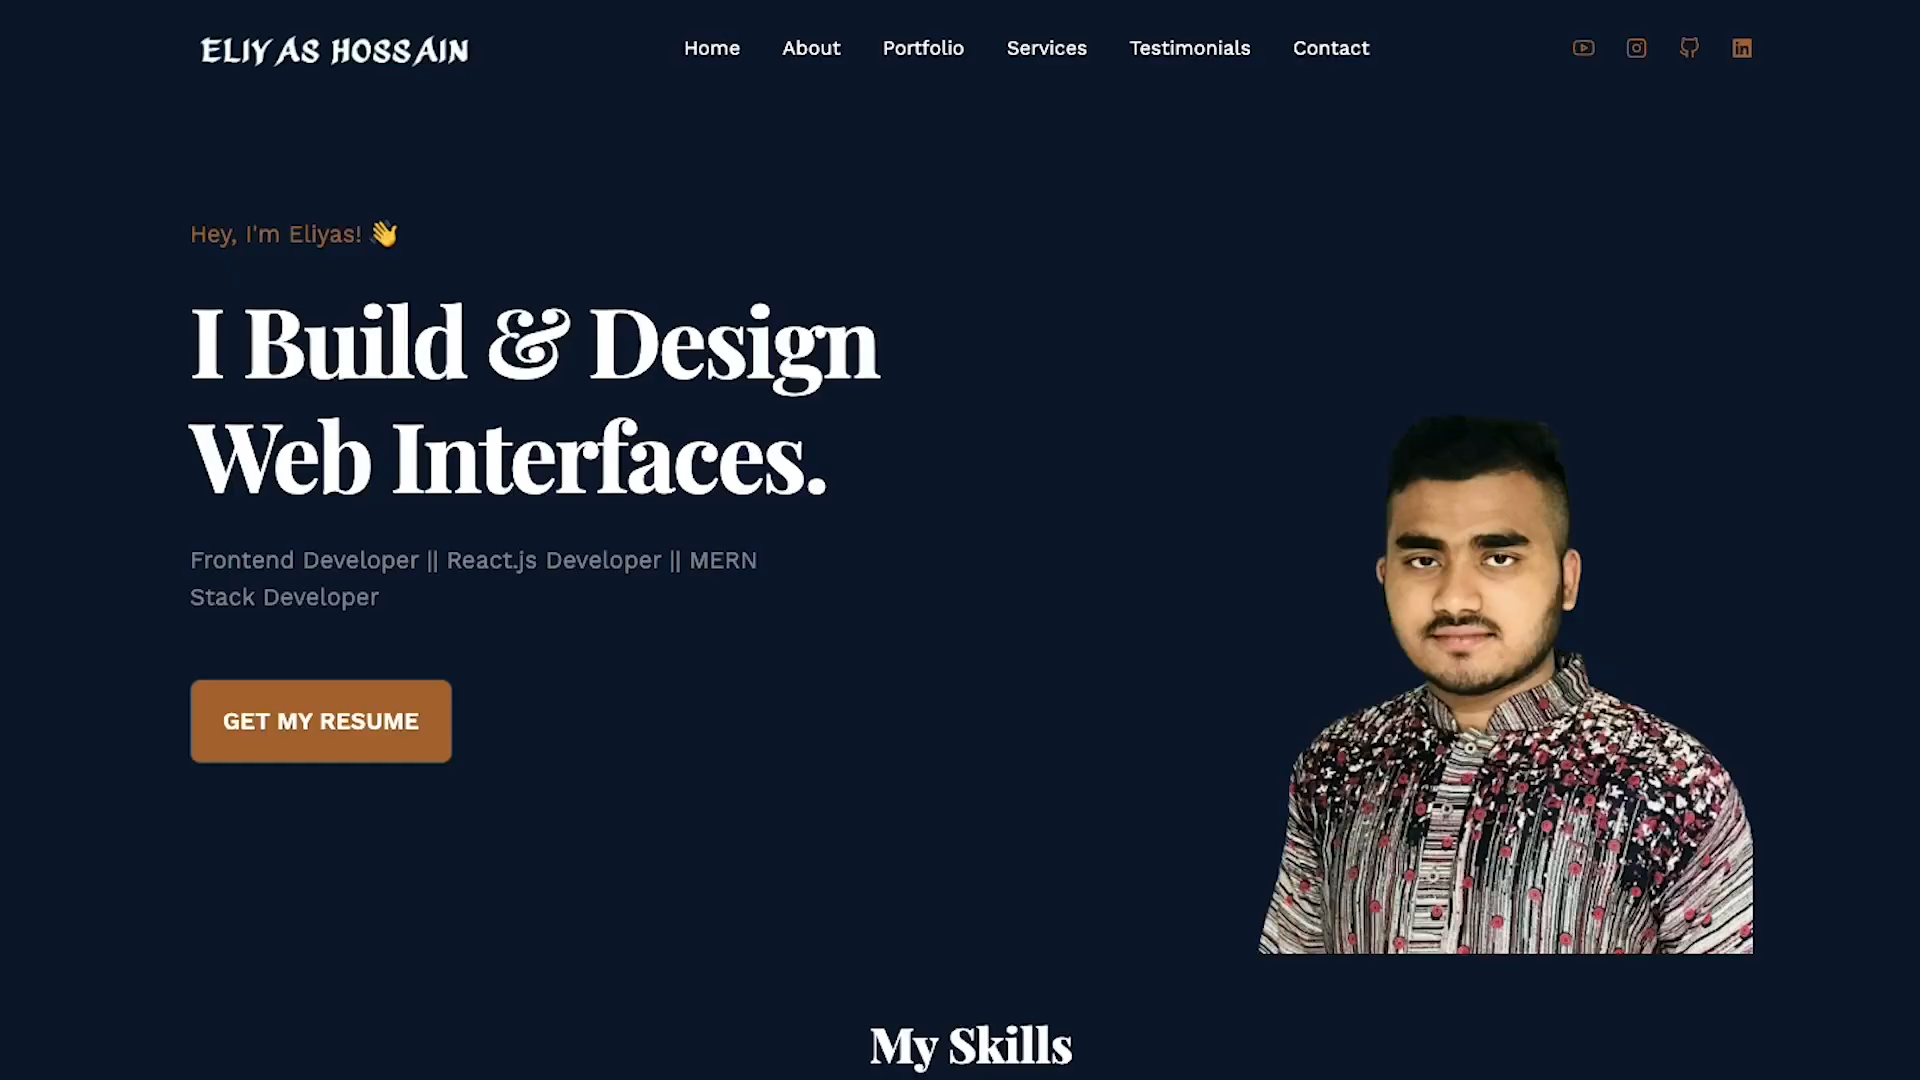 ELIYAS HOSSAIN
Home About Portfolio Services Testimonials Contact
Hey, I'm Eliyas! 👋
I Build & Design
Web Interfaces.
Frontend Developer || React.js Developer || MERN
Stack Developer
GET MY RESUME
My Skills